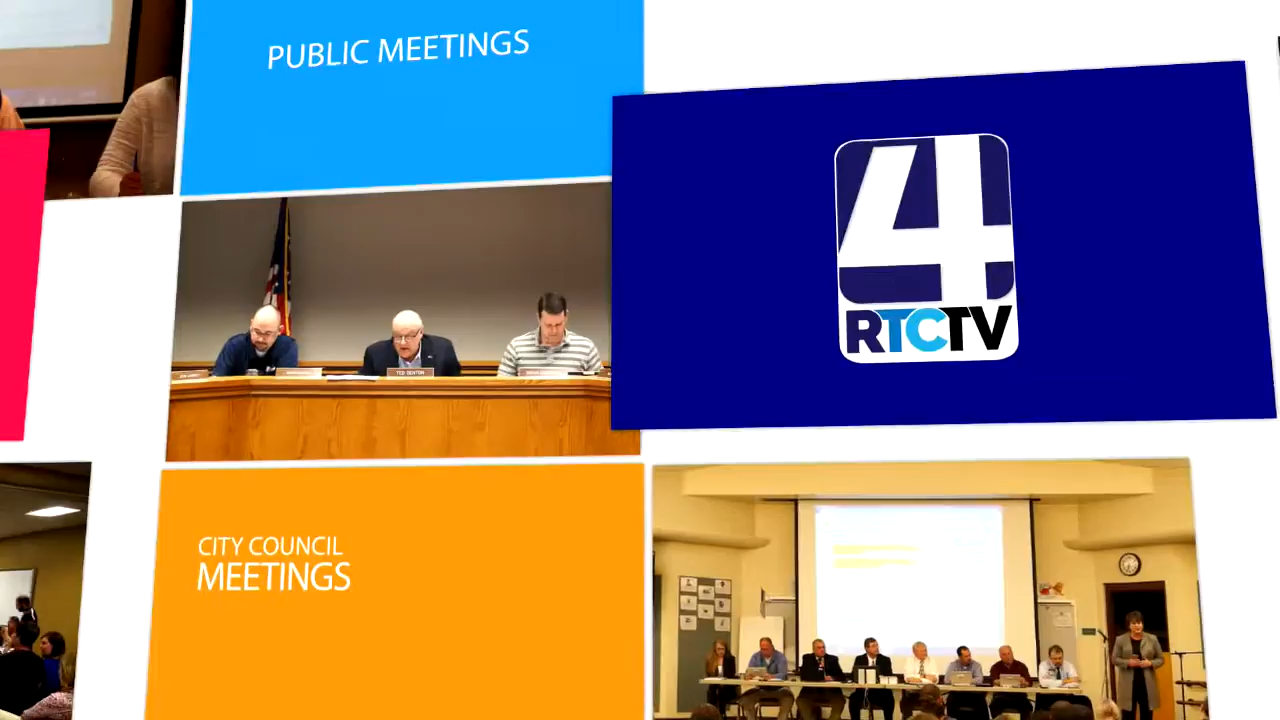 PUBLIC MEETINGS
4
RTCTV
TED DENTON
CITY COUNCIL
MEETINGS